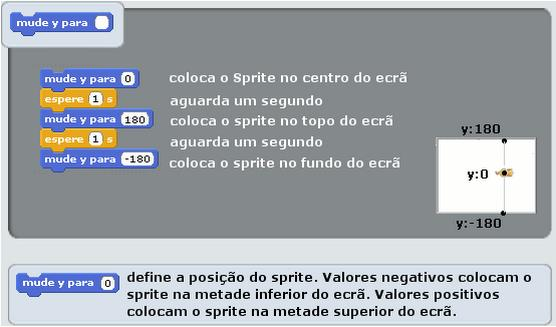 mude y para
mude y para 0 coloca o Sprite no centro do ecrã
espere 1 s aguarda um segundo
mude y para 180 coloca o sprite no topo do ecrã
espere 1 s aguarda um segundo
mude y para -180 coloca o sprite no fundo do ecrã
y:180
y:0
y:-180
mude y para 0
define a posição do sprite. Valores negativos colocam o
sprite na metade inferior do ecrã. Valores positivos
colocam o sprite na metade superior do ecrã.